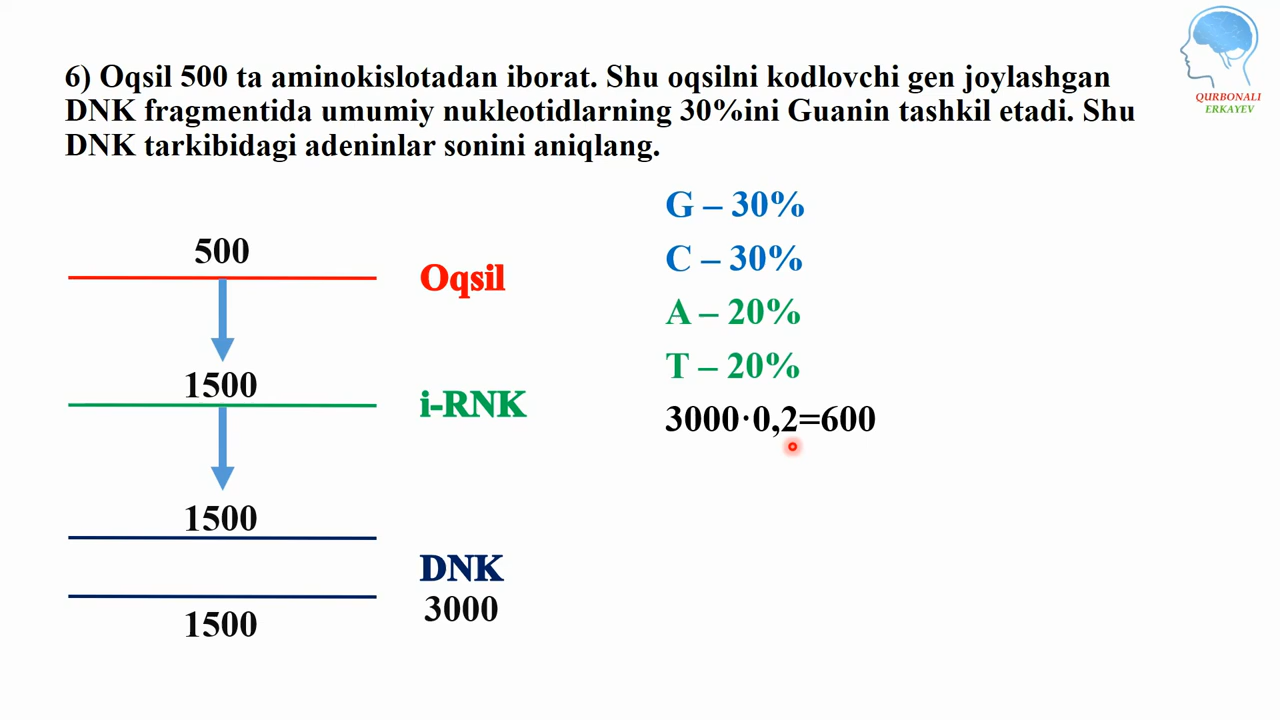 QURBONALI
ERKAYEV
6) Oqsil 500 ta aminokislotadan iborat. Shu oqsilni kodlovchi gen joylashgan
DNK fragmentida umumiy nukleotidlarning 30%ini Guanin tashkil etadi. Shu
DNK tarkibidagi adeninlar sonini aniqlang.
500
Oqsil
1500
i-RNK
1500
DNK
3000
1500
G – 30%
C – 30%
A – 20%
T – 20%
3000·0,2=600